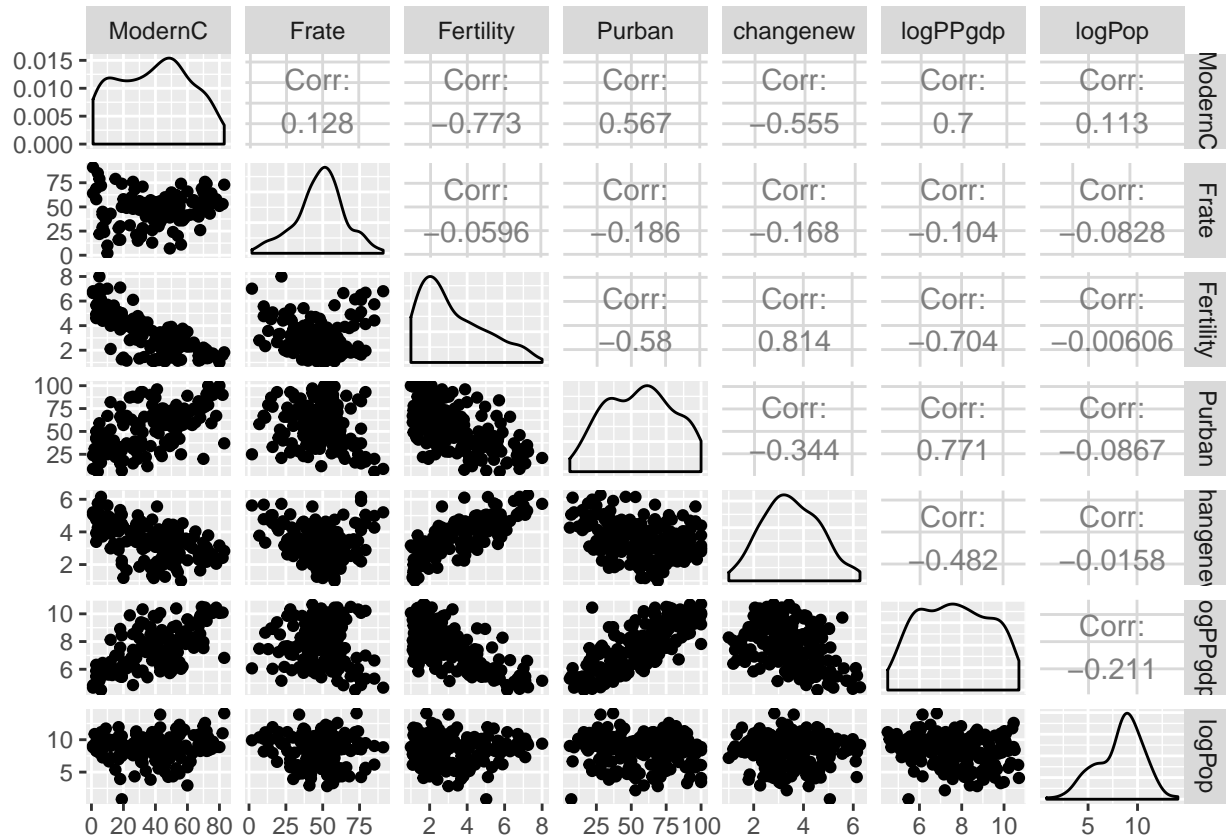 ModernC Frate Fertility Purban changenew logPPgdp logPop
0.015
0.010
0.005
0.000
Corr: Corr: Corr: Corr: Corr: Corr:
0.128 −0.773 0.567 −0.555 0.7 0.113
ModernC
75
50
25
0
Corr: Corr: Corr: Corr: Corr:
−0.0596 −0.186 −0.168 −0.104 −0.0828
Frate
8
6
4
2
Corr: Corr: Corr: Corr:
−0.58 0.814 −0.704 −0.00606
Fertility
100
75
50
25
Corr: Corr: Corr:
−0.344 0.771 −0.0867
Purban
6
4
2
Corr: Corr:
−0.482 −0.0158
hangenev
10
8
6
Corr:
−0.211
ogPPgdp
10
5
logPop
0 20 40 60 80 0 25 50 75 2 4 6 8 25 50 75 100 2 4 6 6 8 10 5 10